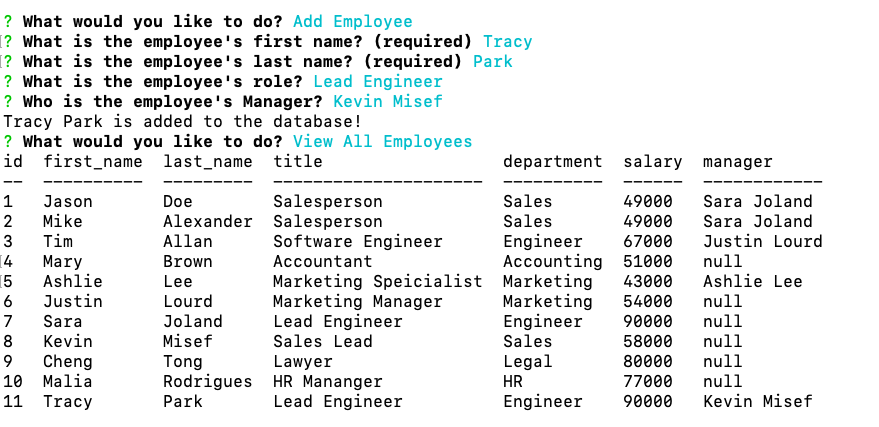 ? What would you like to do? Add Employee
? What is the employee's first name? (required) Tracy
? What is the employee's last name? (required) Park
? What is the employee's role? Lead Engineer
? Who is the employee's Manager? Kevin Misef
Tracy Park is added to the database!
? What would you like to do? View All Employees
id  first_name  last_name  title                  department  salary  manager
--  ----------  ---------  ---------------------  ----------  ------  ------------
1   Jason       Doe        Salesperson            Sales       49000   Sara Joland
2   Mike        Alexander  Salesperson            Sales       49000   Sara Joland
3   Tim         Allan      Software Engineer      Engineer    67000   Justin Lourd
4   Mary        Brown      Accountant             Accounting  51000   null
5   Ashlie      Lee        Marketing Speicialist  Marketing   43000   Ashlie Lee
6   Justin      Lourd      Marketing Manager      Marketing   54000   null
7   Sara        Joland     Lead Engineer          Engineer    90000   null
8   Kevin       Misef      Sales Lead             Sales       58000   null
9   Cheng       Tong       Lawyer                 Legal       80000   null
10  Malia       Rodrigues  HR Mananger            HR          77000   null
11  Tracy       Park       Lead Engineer          Engineer    90000   Kevin Misef